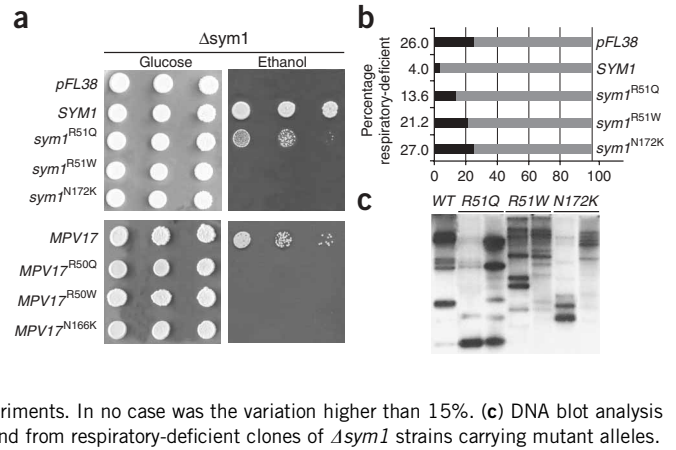 a
Δsym1
Glucose Ethanol
pFL38
SYM1
sym1R51Q
sym1R51W
sym1N172K
MPV17
MPV17R50Q
MPV17R50W
MPV17N166K
b
Percentage
respiratory-deficient
26.0 pFL38
4.0 SYM1
13.6 sym1R51Q
21.2 sym1R51W
27.0 sym1N172K
0 20 40 60 80 100
c
WT R51Q R51W N172K
riments. In no case was the variation higher than 15%. (c) DNA blot analysis
nd from respiratory-deficient clones of Δsym1 strains carrying mutant alleles.